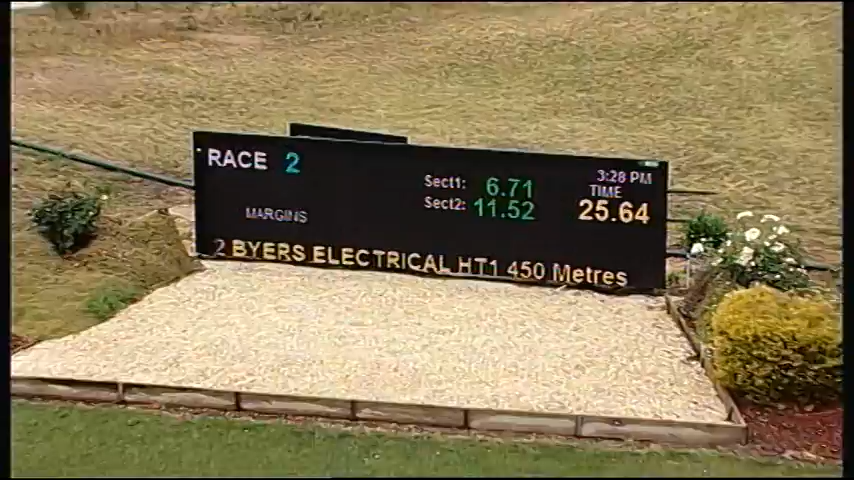 RACE 2
3:28 PM
Sect1: 6.71
TIME
Sect2: 11.52
25.64
MARGINS
2 BYERS ELECTRICAL HT1 450 Metres